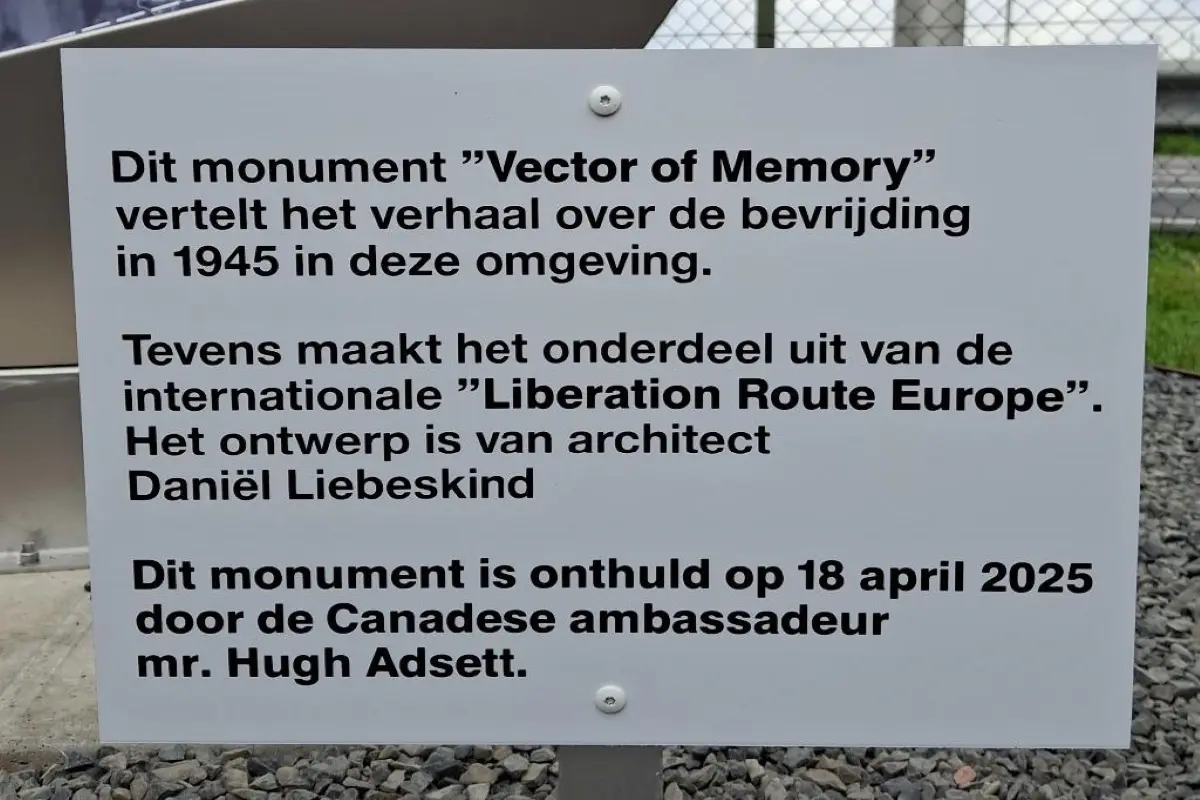 Dit monument ”Vector of Memory”
vertelt het verhaal over de bevrijding
in 1945 in deze omgeving.
Tevens maakt het onderdeel uit van de
internationale ”Liberation Route Europe”.
Het ontwerp is van architect
Daniël Liebeskind
Dit monument is onthuld op 18 april 2025
door de Canadese ambassadeur
mr. Hugh Adsett.